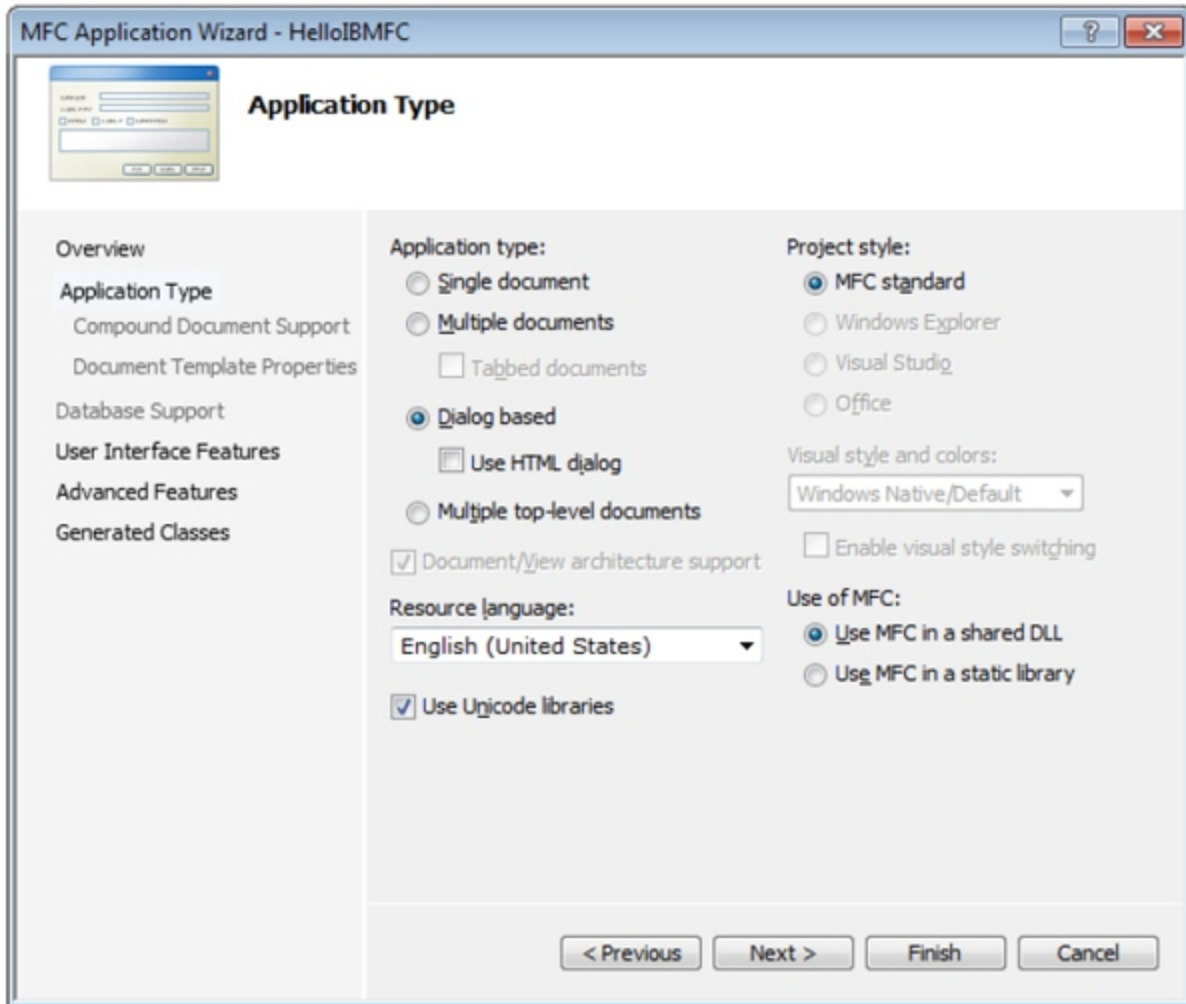 MFC Application Wizard - HelloIBMFC
Application Type
Overview
Application Type
Compound Document Support
Document Template Properties
Database Support
User Interface Features
Advanced Features
Generated Classes
Application type:
Single document
Multiple documents
Tabbed documents
Dialog based
Use HTML dialog
Multiple top-level documents
Document/View architecture support
Resource language:
English (United States)
Use Unicode libraries
Project style:
MFC standard
Windows Explorer
Visual Studio
Office
Visual style and colors:
Windows Native/Default
Enable visual style switching
Use of MFC:
Use MFC in a shared DLL
Use MFC in a static library
< Previous
Next >
Finish
Cancel